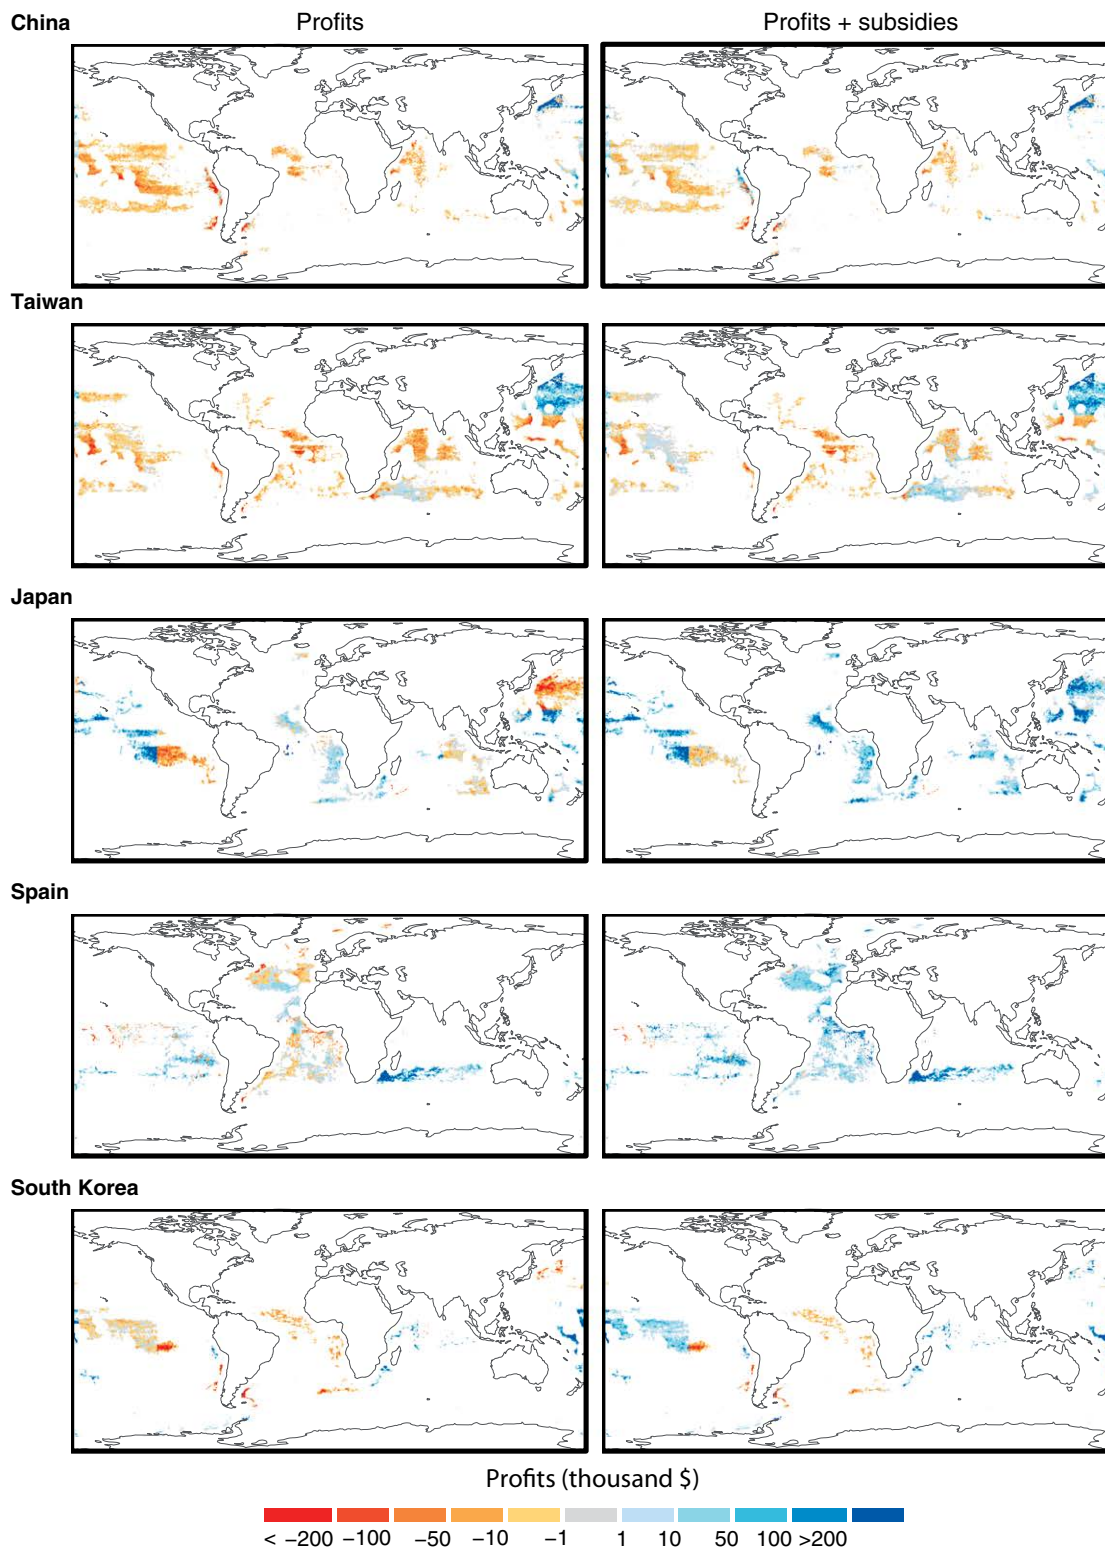 China
Profits
Profits + subsidies
Taiwan
Japan
Spain
South Korea
Profits (thousand $)
< −200 −100 −50 −10 −1 1 10 50 100 >200